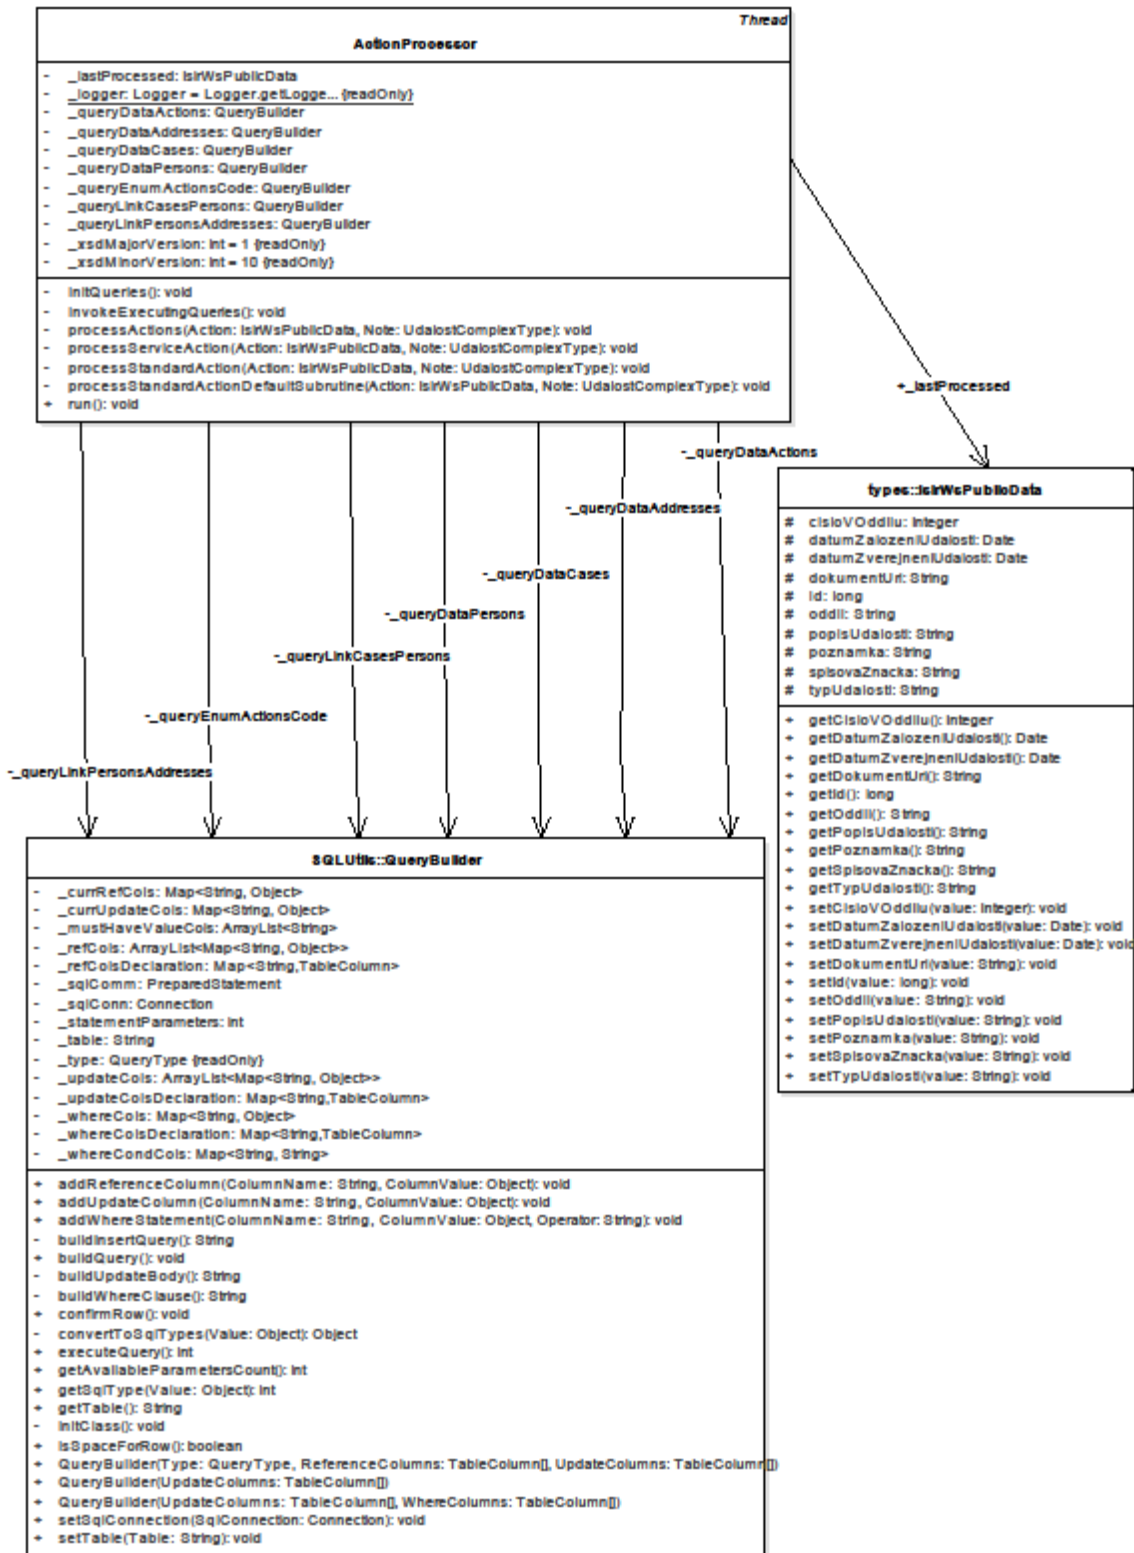 Thread
ActionProcessor
- _lastProcessed: IsirWsPublicData
- _logger: Logger = Logger.getLogge... {readOnly}
- _queryDataActions: QueryBuilder
- _queryDataAddresses: QueryBuilder
- _queryDataCases: QueryBuilder
- _queryDataPersons: QueryBuilder
- _queryEnumActionsCode: QueryBuilder
- _queryLinkCasesPersons: QueryBuilder
- _queryLinkPersonsAddresses: QueryBuilder
- _xsdMajorVersion: int = 1 {readOnly}
- _xsdMinorVersion: int = 10 {readOnly}
- initQueries(): void
- invokeExecutingQueries(): void
- processActions(Action: IsirWsPublicData, Note: UdalostComplexType): void
- processServiceAction(Action: IsirWsPublicData, Note: UdalostComplexType): void
- processStandardAction(Action: IsirWsPublicData, Note: UdalostComplexType): void
- processStandardActionDefaultSubrutine(Action: IsirWsPublicData, Note: UdalostComplexType): void
+ run(): void
+_lastProcessed
-_queryDataActions
-_queryDataAddresses
-_queryDataCases
-_queryDataPersons
-_queryLinkCasesPersons
-_queryEnumActionsCode
-_queryLinkPersonsAddresses
types::IsirWsPublicData
# cisloVOddilu: Integer
# datumZalozeniUdalosti: Date
# datumZverejneniUdalosti: Date
# dokumentUrl: String
# id: long
# oddil: String
# popisUdalosti: String
# poznamka: String
# spisovaZnacka: String
# typUdalosti: String
+ getCisloVOddilu(): Integer
+ getDatumZalozeniUdalosti(): Date
+ getDatumZverejneniUdalosti(): Date
+ getDokumentUrl(): String
+ getId(): long
+ getOddil(): String
+ getPopisUdalosti(): String
+ getPoznamka(): String
+ getSpisovaZnacka(): String
+ getTypUdalosti(): String
+ setCisloVOddilu(value: Integer): void
+ setDatumZalozeniUdalosti(value: Date): void
+ setDatumZverejneniUdalosti(value: Date): void
+ setDokumentUrl(value: String): void
+ setId(value: long): void
+ setOddil(value: String): void
+ setPopisUdalosti(value: String): void
+ setPoznamka(value: String): void
+ setSpisovaZnacka(value: String): void
+ setTypUdalosti(value: String): void
SQLUtils::QueryBuilder
- _currRefCols: Map<String, Object>
- _currUpdateCols: Map<String, Object>
- _mustHaveValueCols: ArrayList<String>
- _refCols: ArrayList<Map<String, Object>>
- _refColsDeclaration: Map<String,TableColumn>
- _sqlComm: PreparedStatement
- _sqlConn: Connection
- _statementParameters: int
- _table: String
- _type: QueryType {readOnly}
- _updateCols: ArrayList<Map<String, Object>>
- _updateColsDeclaration: Map<String,TableColumn>
- _whereCols: Map<String, Object>
- _whereColsDeclaration: Map<String,TableColumn>
- _whereCondCols: Map<String, String>
+ addReferenceColumn(ColumnName: String, ColumnValue: Object): void
+ addUpdateColumn(ColumnName: String, ColumnValue: Object): void
+ addWhereStatement(ColumnName: String, ColumnValue: Object, Operator: String): void
- buildInsertQuery(): String
+ buildQuery(): void
- buildUpdateBody(): String
- buildWhereClause(): String
+ confirmRow(): void
- convertToSqlTypes(Value: Object): Object
+ executeQuery(): int
+ getAvailableParametersCount(): int
+ getSqlType(Value: Object): int
+ getTable(): String
- initClass(): void
+ isSpaceForRow(): boolean
+ QueryBuilder(Type: QueryType, ReferenceColumns: TableColumn[], UpdateColumns: TableColumn[])
+ QueryBuilder(UpdateColumns: TableColumn[])
+ QueryBuilder(UpdateColumns: TableColumn[], WhereColumns: TableColumn[])
+ setSqlConnection(SqlConnection: Connection): void
+ setTable(Table: String): void